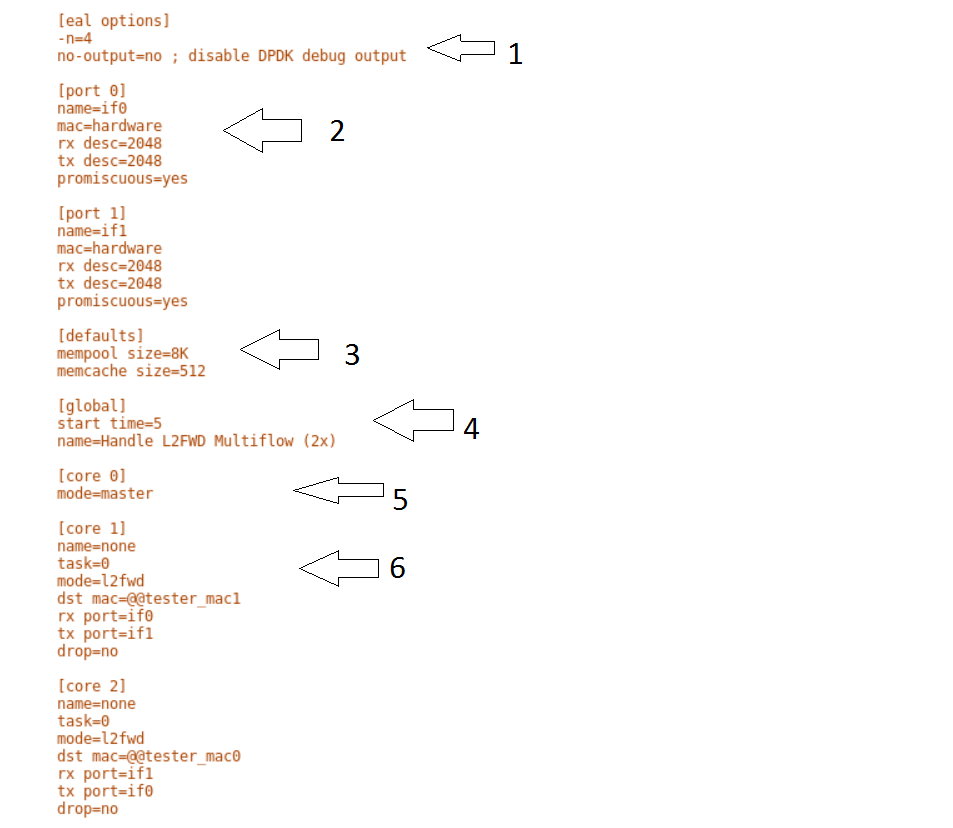 [eal options]
-n=4
no-output=no ; disable DPDK debug output
1
[port 0]
name=if0
mac=hardware
2
rx desc=2048
tx desc=2048
promiscuous=yes
[port 1]
name=if1
mac=hardware
rx desc=2048
tx desc=2048
promiscuous=yes
[defaults]
mempool size=8K
3
memcache size=512
[global]
start time=5
4
name=Handle L2FWD Multiflow (2x)
[core 0]
mode=master
5
[core 1]
name=none
task=0
6
mode=l2fwd
dst mac=@@tester_mac1
rx port=if0
tx port=if1
drop=no
[core 2]
name=none
task=0
mode=l2fwd
dst mac=@@tester_mac0
rx port=if1
tx port=if0
drop=no